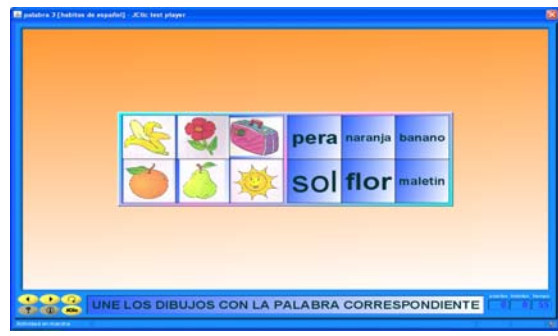 palabra 3 [habitos de español] - JClic test player
pera naranja banano
sol flor maletin
UNE LOS DIBUJOS CON LA PALABRA CORRESPONDIENTE